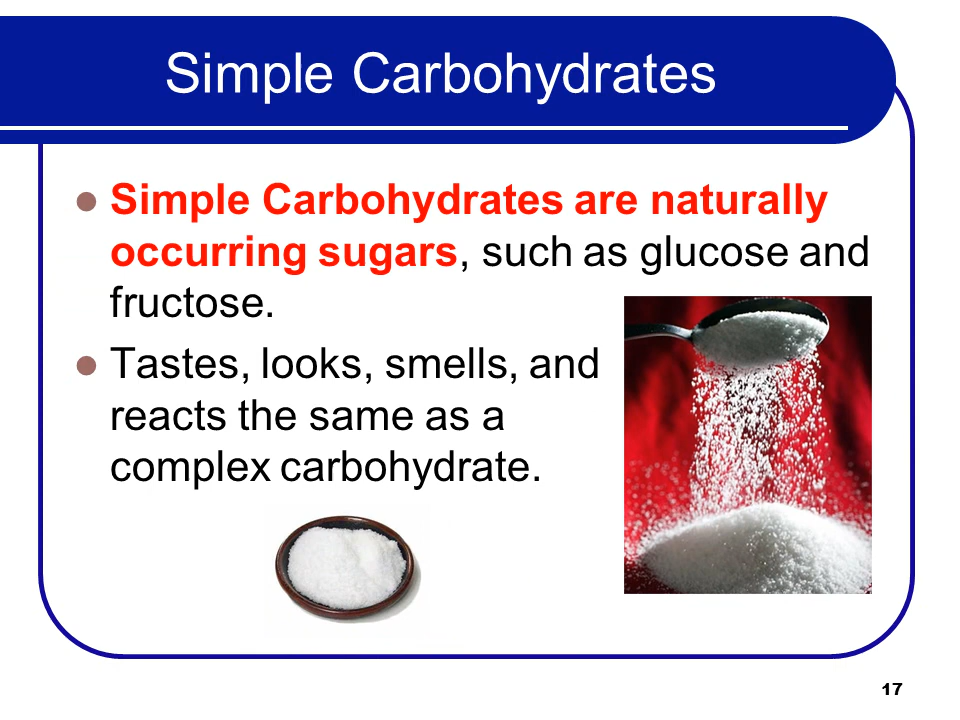 Simple Carbohydrates
Simple Carbohydrates are naturally
occurring sugars, such as glucose and
fructose.
Tastes, looks, smells, and
reacts the same as a
complex carbohydrate.
17